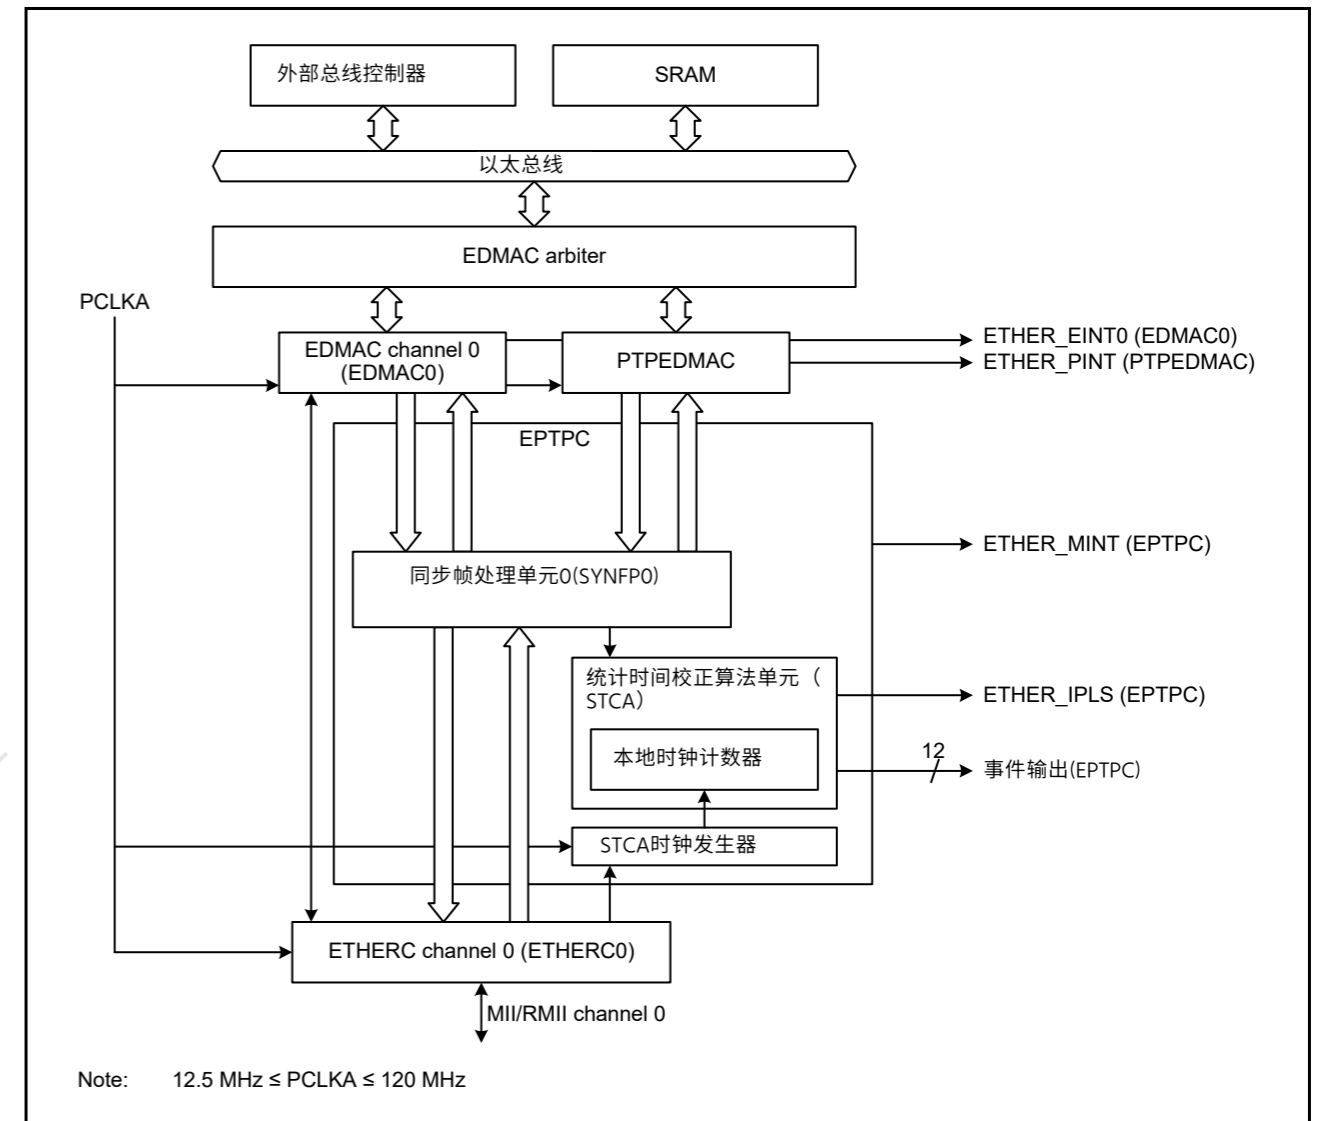 外部总线控制器
SRAM
以太总线
EDMAC arbiter
PCLKA
EDMAC channel 0
(EDMAC0)
PTPEDMAC
ETHER_EINT0 (EDMAC0)
ETHER_PINT (PTPEDMAC)
EPTPC
ETHER_MINT (EPTPC)
同步帧处理单元0(SYNFP0)
统计时间校正算法单元（
STCA）
ETHER_IPLS (EPTPC)
本地时钟计数器
12
事件输出(EPTPC)
STCA时钟发生器
ETHERC channel 0 (ETHERC0)
MII/RMII channel 0
Note: 12.5 MHz ≤ PCLKA ≤ 120 MHz